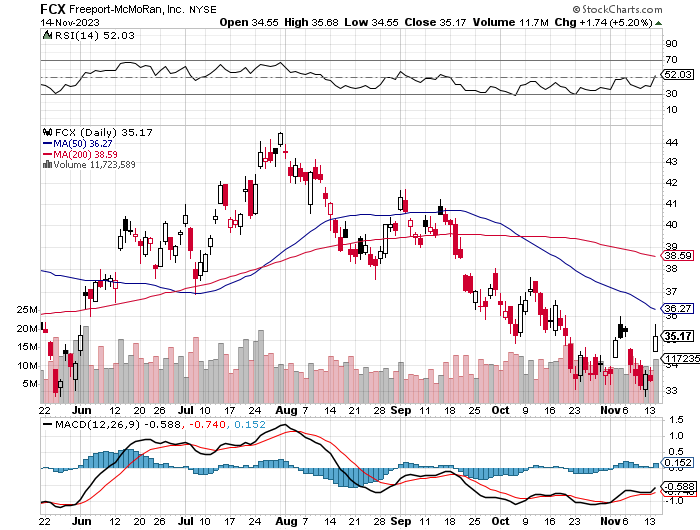 FCX Freeport-McMoRan, Inc. NYSE
© StockCharts.com
14-Nov-2023
Open 34.55 High 35.68 Low 34.55 Close 35.17 Volume 11.7M Chg +1.74 (+5.20%)
RSI(14) 52.03
90
70
52.03
30
10
FCX (Daily) 35.17
MA(50) 36.27
MA(200) 38.59
Volume 11,723,589
44
43
42
41
40
39
38.59
38
37
36.27
36
35.17
34
33
25M
20M
15M
10M
5M
22 Jun 12 20 26 Jul 10 17 24 Aug 7 14 21 28 Sep 11 18 25 Oct 9 16 23 Nov 6 13
MACD(12,26,9) -0.588, -0.740, 0.152
1.5
1.0
0.5
0.152
-0.588
-1.0
22 Jun 12 20 26 Jul 10 17 24 Aug 7 14 21 28 Sep 11 18 25 Oct 9 16 23 Nov 6 13